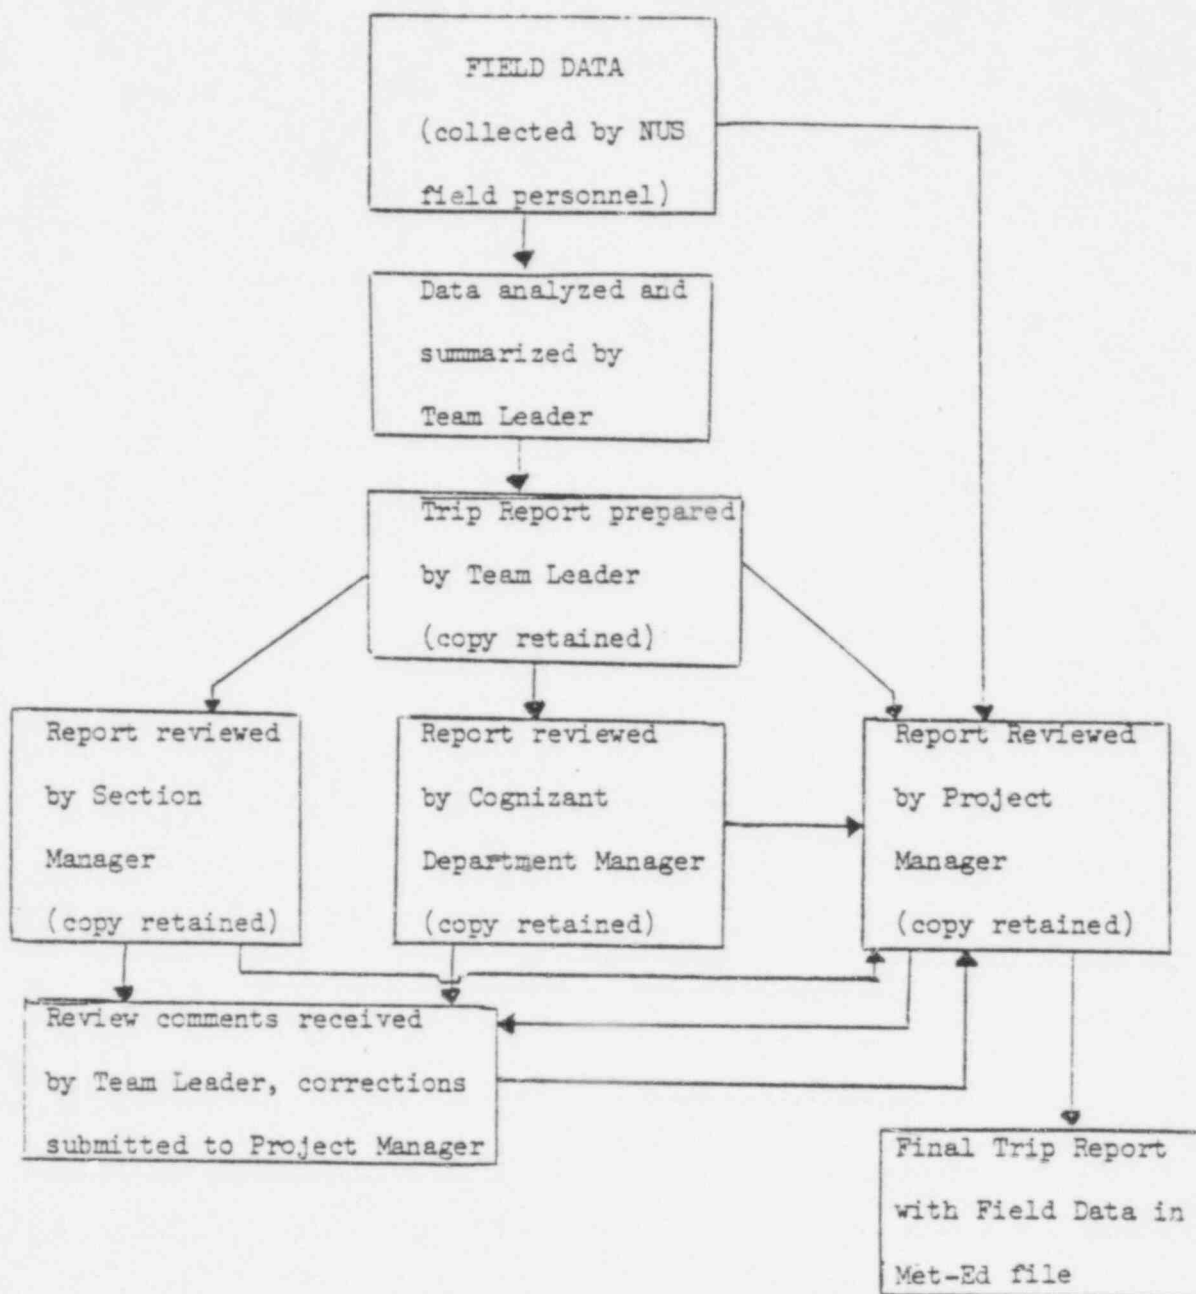 FIELD DATA
(collected by NUS
field personnel)
Data analyzed and
summarized by
Team Leader
Trip Report prepared
by Team Leader
(copy retained)
Report reviewed
by Section
Manager
(copy retained)
Report reviewed
by Cognizant
Department Manager
(copy retained)
Report Reviewed
by Project
Manager
(copy retained)
Review comments received
by Team Leader, corrections
submitted to Project Manager
Final Trip Report
with Field Data in
Met-Ed file